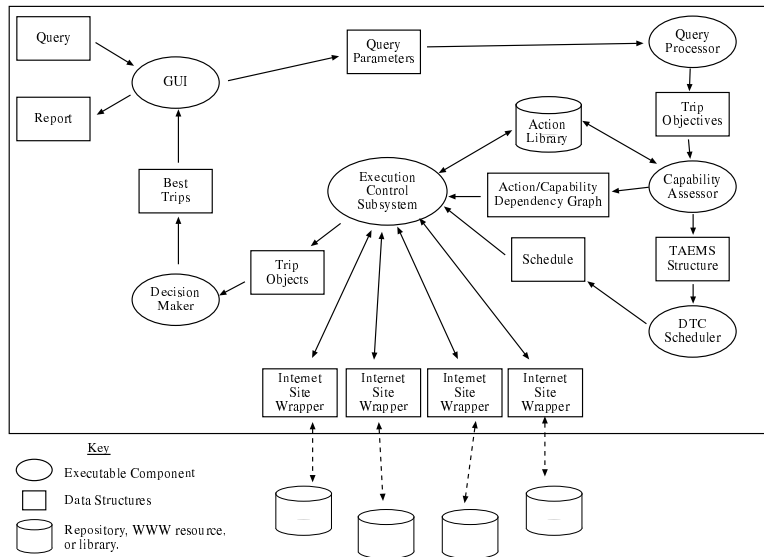 Query
GUI
Report
Query
Parameters
Query
Processor
Trip
Objectives
Action
Library
Best
Trips
Execution
Control
Subsystem
Action/Capability
Dependency Graph
Capability
Assessor
Trip
Objects
Schedule
TAEMS
Structure
Decision
Maker
DTC
Scheduler
Internet
Site
Wrapper
Internet
Site
Wrapper
Internet
Site
Wrapper
Internet
Site
Wrapper
Key
Executable Component
Data Structures
Repository, WWW resource,
or library.